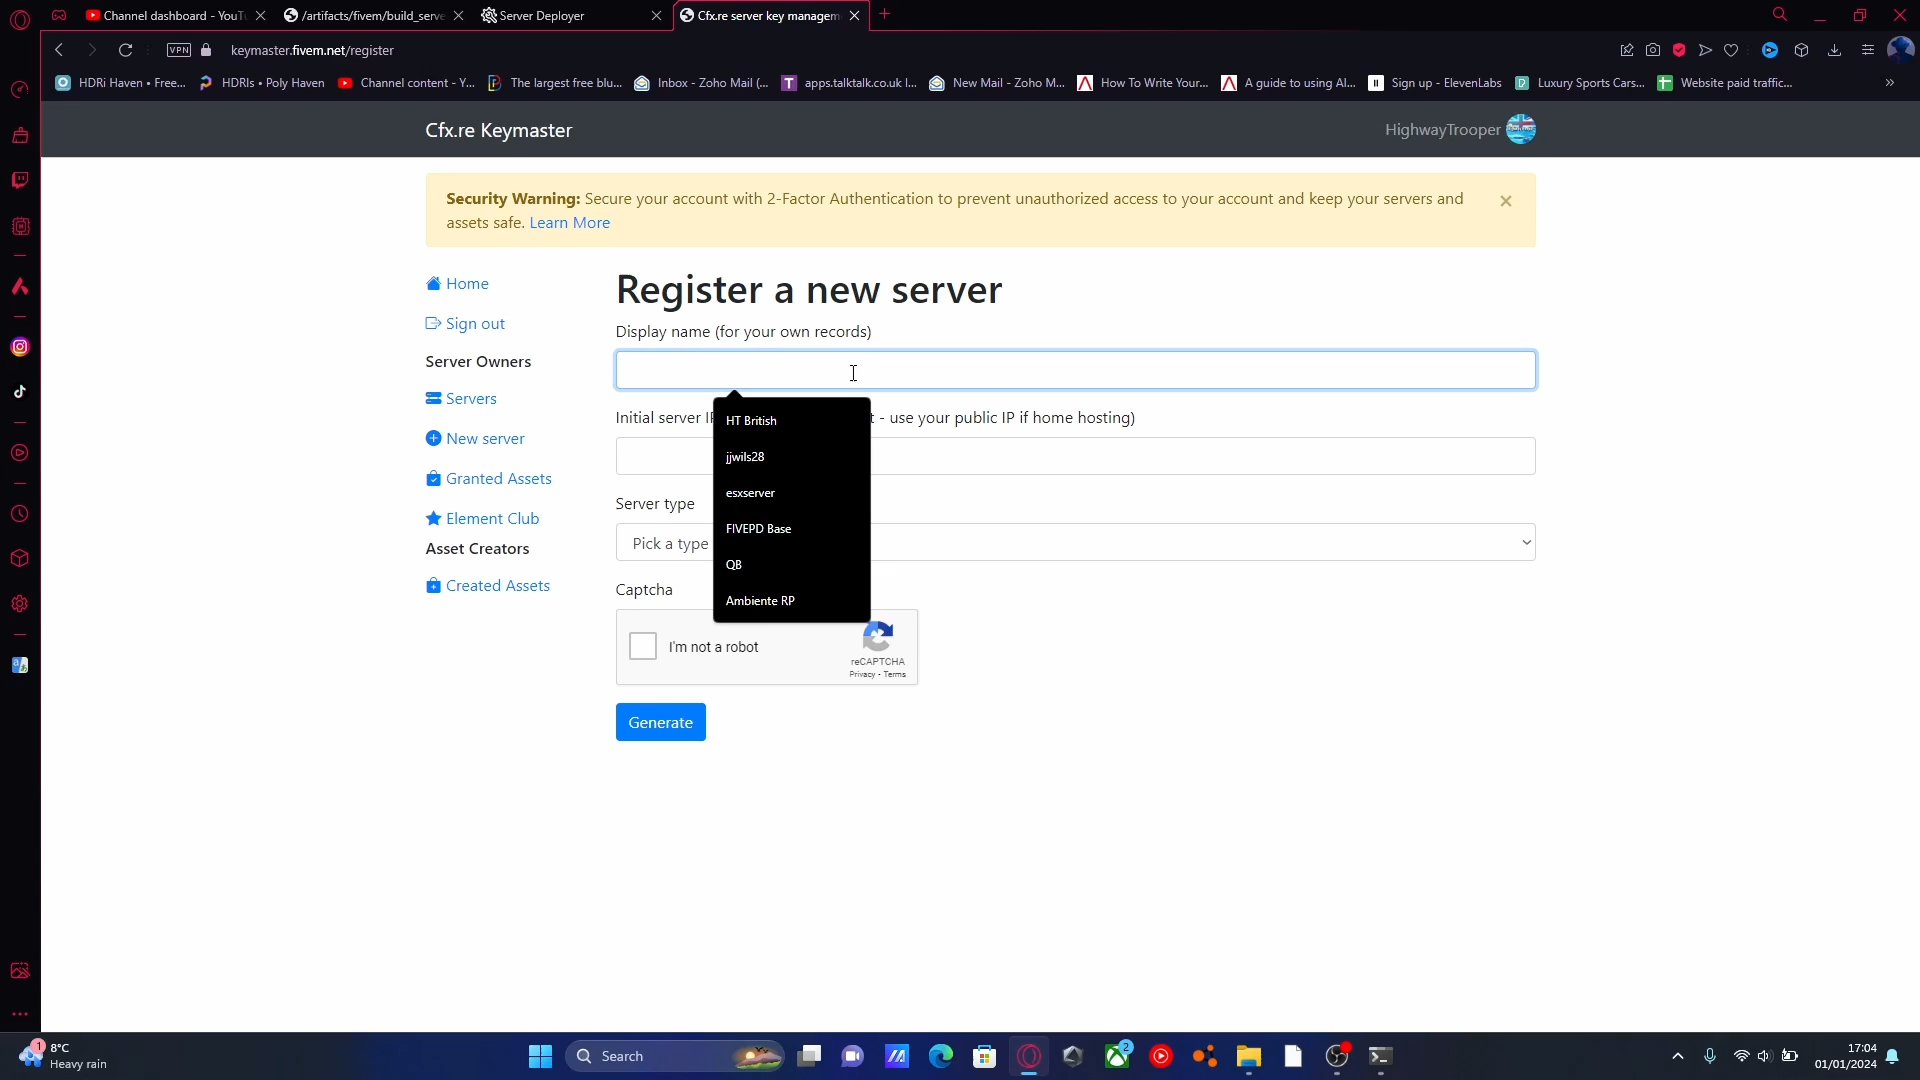 Channel dashboard - YouTu
/artifacts/fivem/build_serve
Server Deployer
Cfx.re server key managem
VPN
keymaster.fivem.net/register
HDRi Haven • Free...
HDRIs • Poly Haven
Channel content - Y...
The largest free blu...
Inbox - Zoho Mail (...
apps.talktalk.co.uk l...
New Mail - Zoho M...
How To Write Your...
A guide to using AI...
Sign up - ElevenLabs
Luxury Sports Cars...
Website paid traffic...
Cfx.re Keymaster
HighwayTrooper
Security Warning: Secure your account with 2-Factor Authentication to prevent unauthorized access to your account and keep your servers and
assets safe. Learn More
Home
Sign out
Server Owners
Servers
New server
Granted Assets
Element Club
Asset Creators
Created Assets
Register a new server
Display name (for your own records)
Initial server IP t - use your public IP if home hosting)
HT British
jjwils28
esxserver
FIVEPD Base
QB
Ambiente RP
Server type
Pick a type
Captcha
I'm not a robot
reCAPTCHA
Privacy - Terms
Generate
1
8°C
Heavy rain
Search
2
17:04
01/01/2024